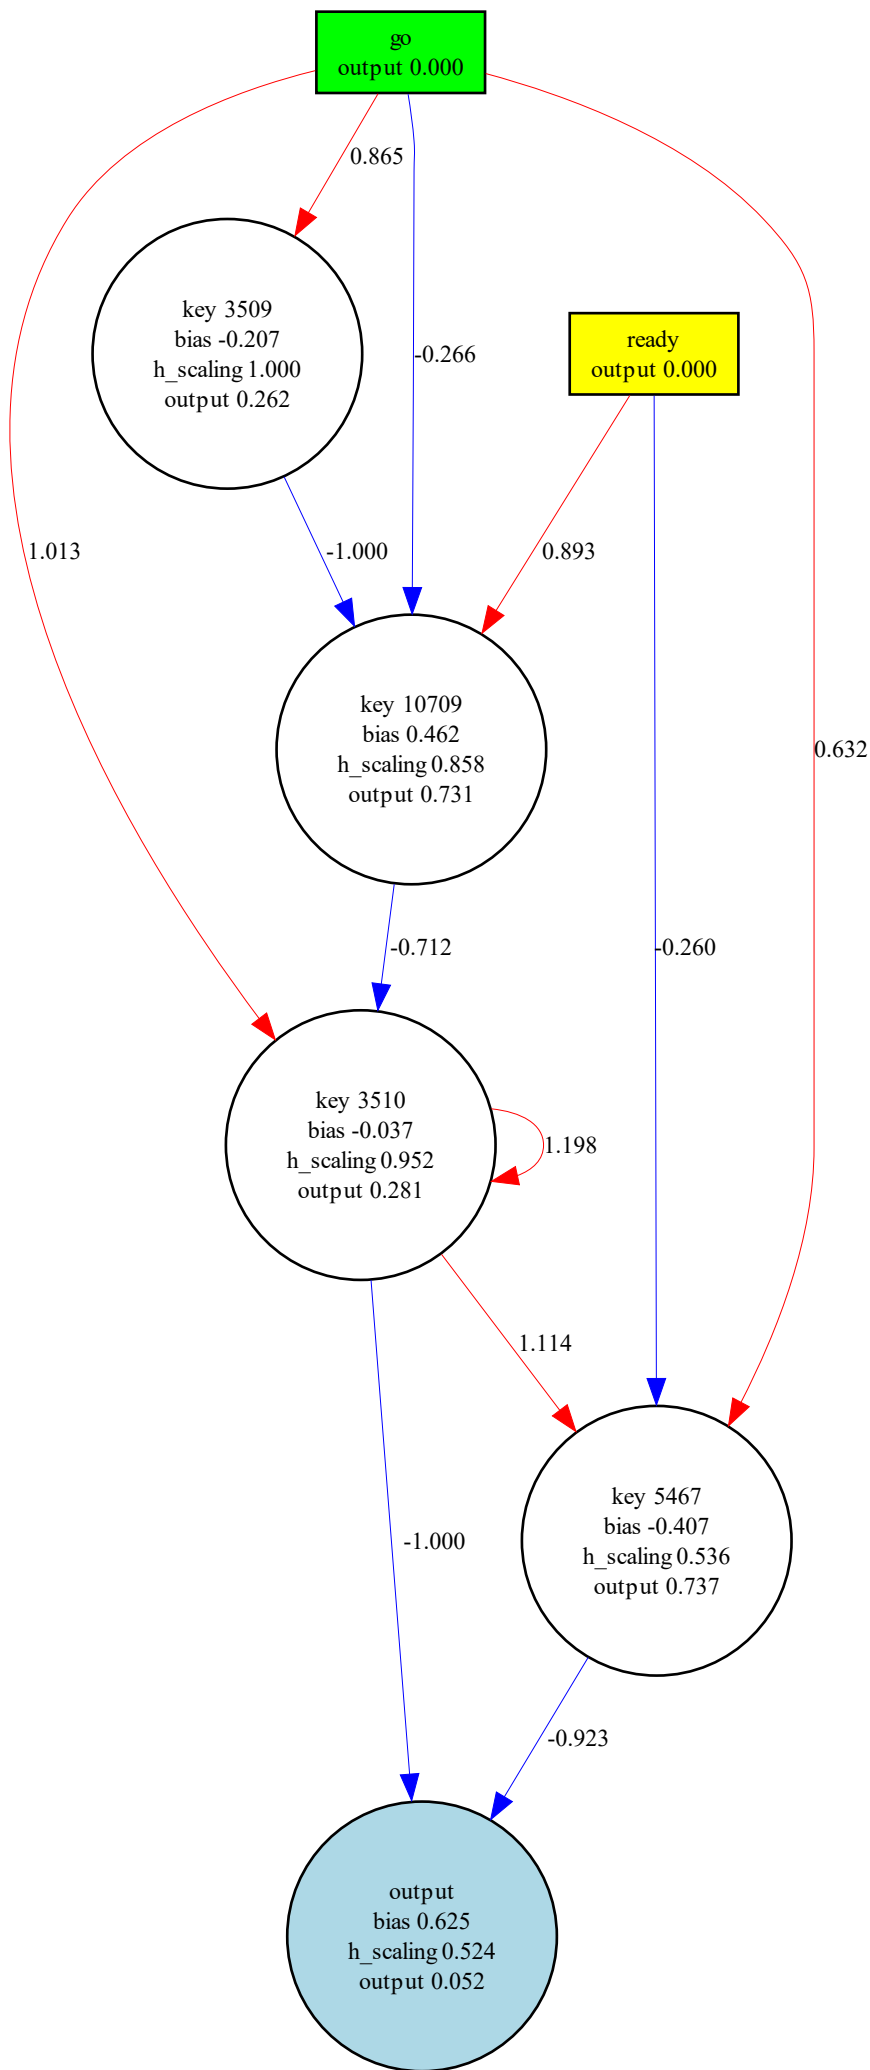 go
output 0.000
0.865
key 3509
bias -0.207
h_scaling 1.000
output 0.262
-0.266
ready
output 0.000
1.013
-1.000
0.893
key 10709
bias 0.462
h_scaling 0.858
output 0.731
0.632
-0.712
-0.260
key 3510
bias -0.037
h_scaling 0.952
output 0.281
1.198
1.114
-1.000
key 5467
bias -0.407
h_scaling 0.536
output 0.737
-0.923
output
bias 0.625
h_scaling 0.524
output 0.052